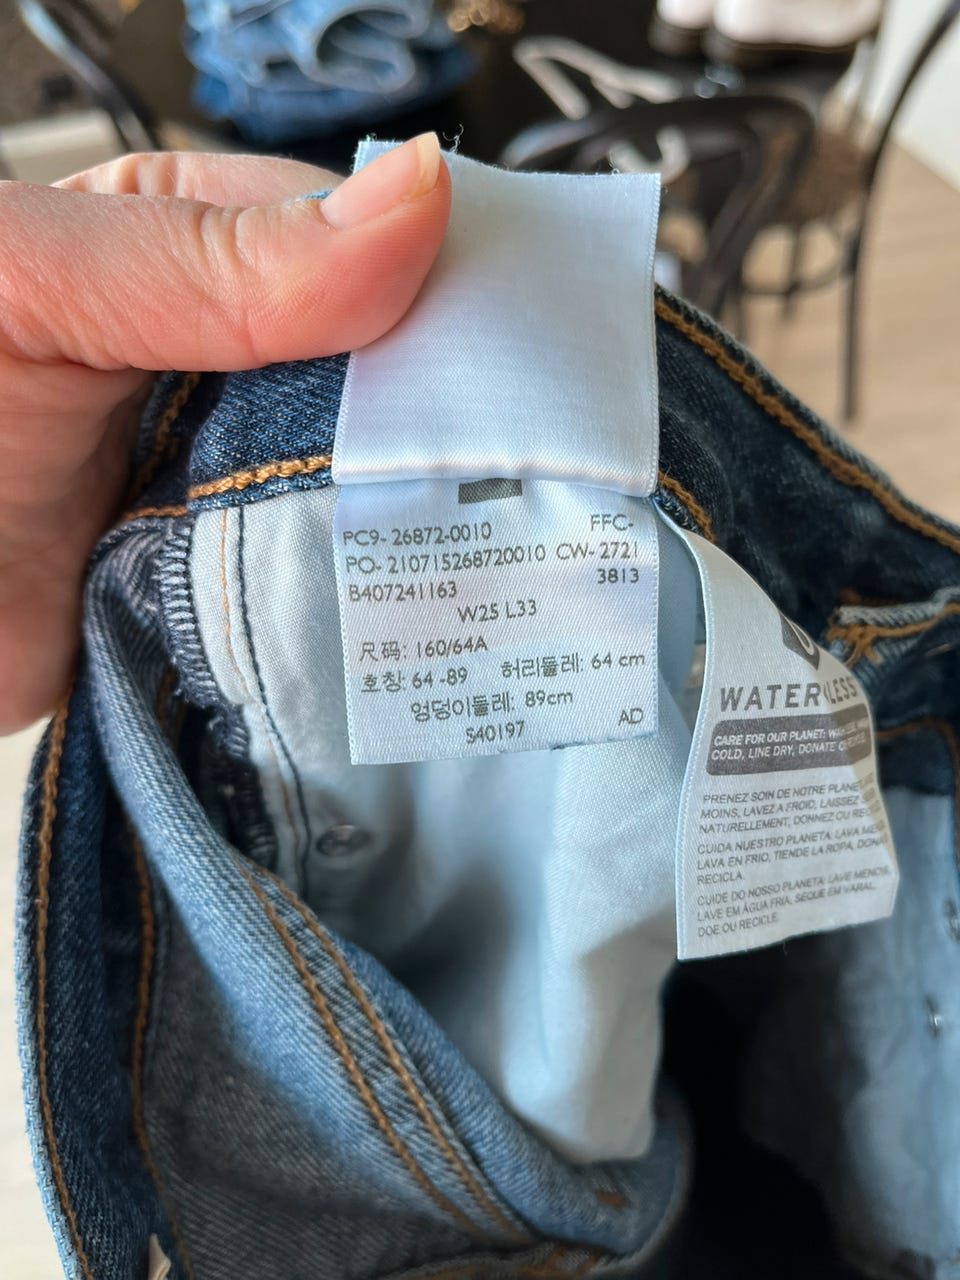 PC9- 26872-0010 FFC-
PO- 210715268720010 CW- 2721
B407241163 3813
W25 L33
尺码: 160/64A
호칭: 64 -89 허리둘레: 64 cm
엉덩이둘레: 89cm
S40197 AD
WATER LESS
CARE FOR OUR PLANET:
COLD, LINE DRY, DONATE
PRENEZ SOIN DE NOTRE
MOINS, LAVEZ A FROID,
NATURELLEMENT, DONNEZ OU
CUIDA NUESTRO PLANETA: LAVA
LAVA EN FRIO, TIENDE LA ROPA,
RECICLA.
CUIDE DO NOSSO PLANETA: LAVE
LAVE EM ÁGUA FRIA, SEQUE EM VARAL,
DOE OU RECICLE.